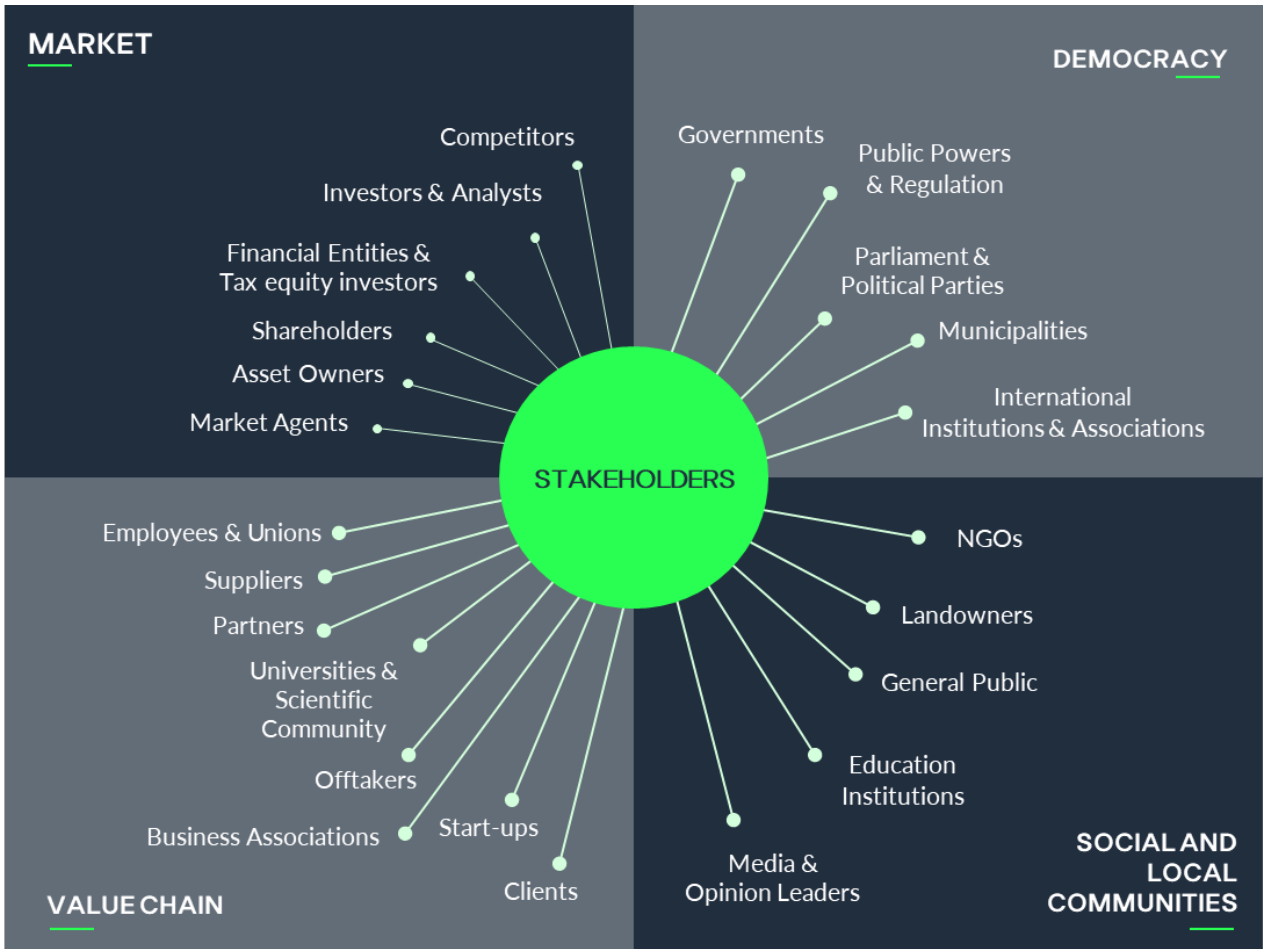 MARKET
Competitors
Investors & Analysts
Financial Entities &
Tax equity investors
Shareholders
Asset Owners
Market Agents
DEMOCRACY
Governments
Public Powers
& Regulation
Parliament &
Political Parties
Municipalities
International
Institutions & Associations
STAKEHOLDERS
Employees & Unions
Suppliers
Partners
Universities &
Scientific
Community
Offtakers
Business Associations
Start-ups
Clients
VALUE CHAIN
NGOs
Landowners
General Public
Education
Institutions
Media &
Opinion Leaders
SOCIAL AND
LOCAL
COMMUNITIES